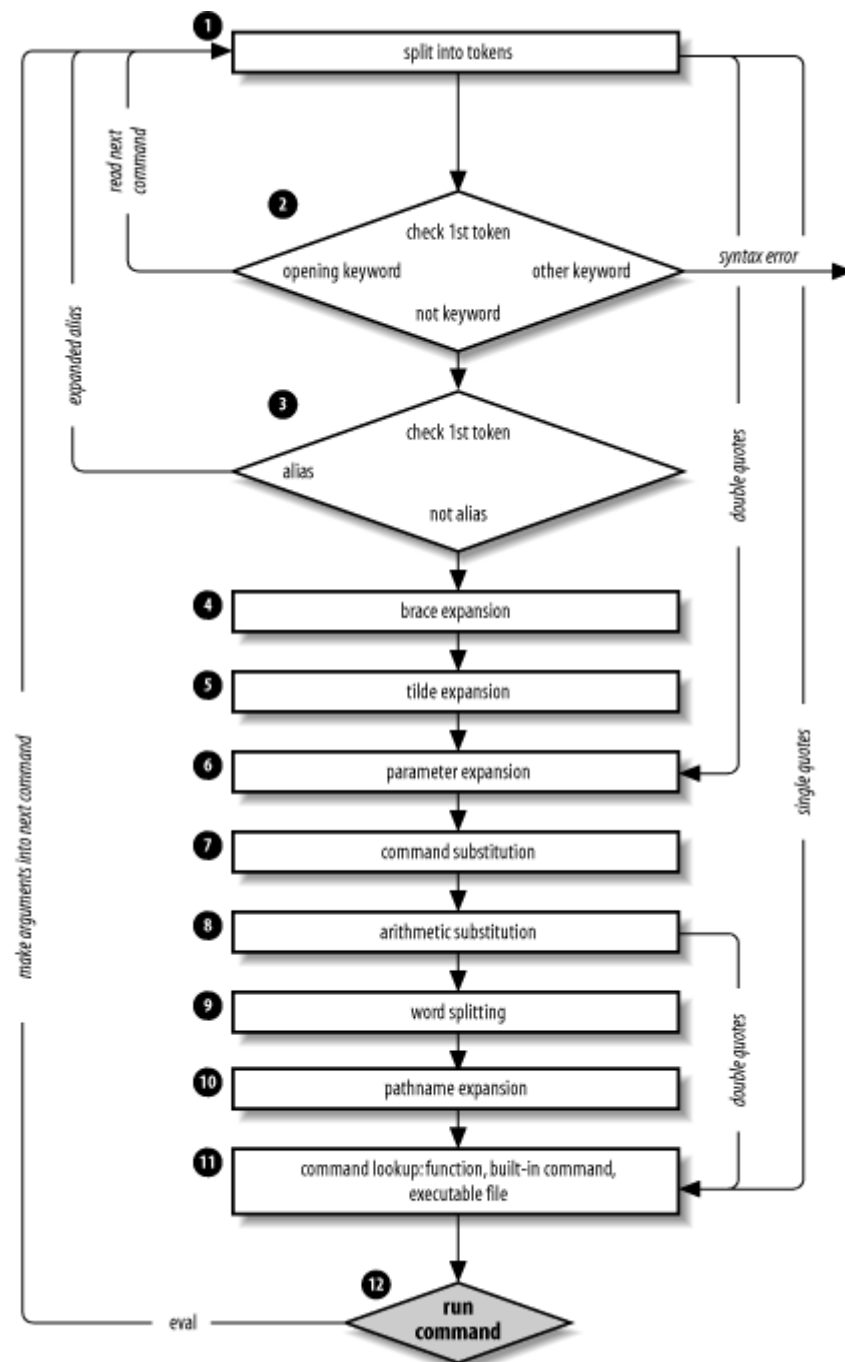 1
split into tokens
read next
command
2
check 1st token
opening keyword
other keyword
syntax error
not keyword
expanded alias
3
check 1st token
alias
not alias
double quotes
4
brace expansion
5
tilde expansion
6
parameter expansion
single quotes
make arguments into next command
7
command substitution
8
arithmetic substitution
9
word splitting
double quotes
10
pathname expansion
11
command lookup: function, built-in command,
executable file
12
run
command
eval